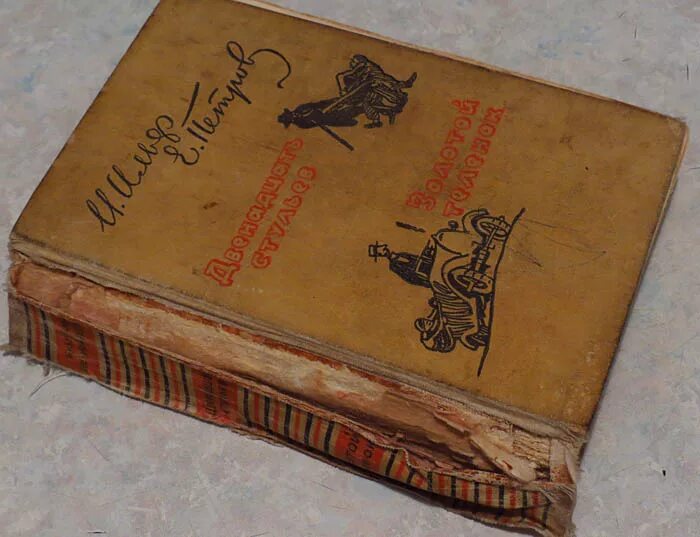 И. Ильф
Е. Петров
Двенадцать
стульев
Золотой
теленок